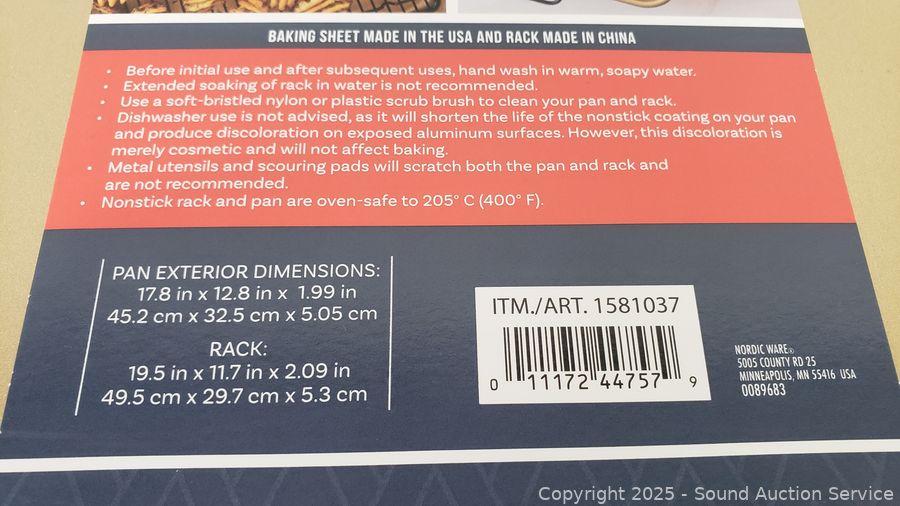 BAKING SHEET MADE IN THE USA AND RACK MADE IN CHINA
• Before initial use and after subsequent uses, hand wash in warm, soapy water.
• Extended soaking of rack in water is not recommended.
• Use a soft-bristled nylon or plastic scrub brush to clean your pan and rack.
• Dishwasher use is not advised, as it will shorten the life of the nonstick coating on your pan
and produce discoloration on exposed aluminum surfaces. However, this discoloration is
merely cosmetic and will not affect baking.
• Metal utensils and scouring pads will scratch both the pan and rack and
are not recommended.
• Nonstick rack and pan are oven-safe to 205° C (400° F).
PAN EXTERIOR DIMENSIONS:
17.8 in x 12.8 in x 1.99 in
45.2 cm x 32.5 cm x 5.05 cm
RACK:
19.5 in x 11.7 in x 2.09 in
49.5 cm x 29.7 cm x 5.3 cm
ITM./ART. 1581037
0 11172 44757 9
NORDIC WARE®
5005 COUNTY RD 25
MINNEAPOLIS, MN 55416 USA
0089683
Copyright 2025 - Sound Auction Service